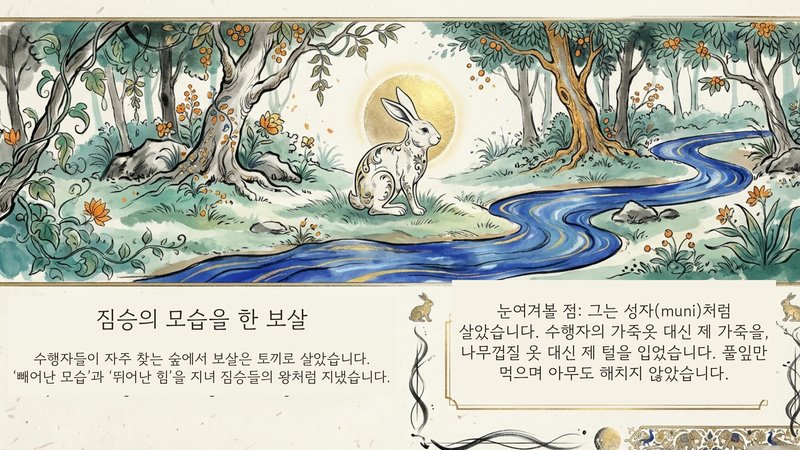 짐승의 모습을 한 보살
수행자들이 자주 찾는 숲에서 보살은 토끼로 살았습니다.
‘빼어난 모습’과 ‘뛰어난 힘’을 지녀 짐승들의 왕처럼 지냈습니다.
눈여겨볼 점: 그는 성자(muni)처럼
살았습니다. 수행자의 가죽옷 대신 제 가죽을,
나무껍질 옷 대신 제 털을 입었습니다. 풀잎만
먹으며 아무도 해치지 않았습니다.